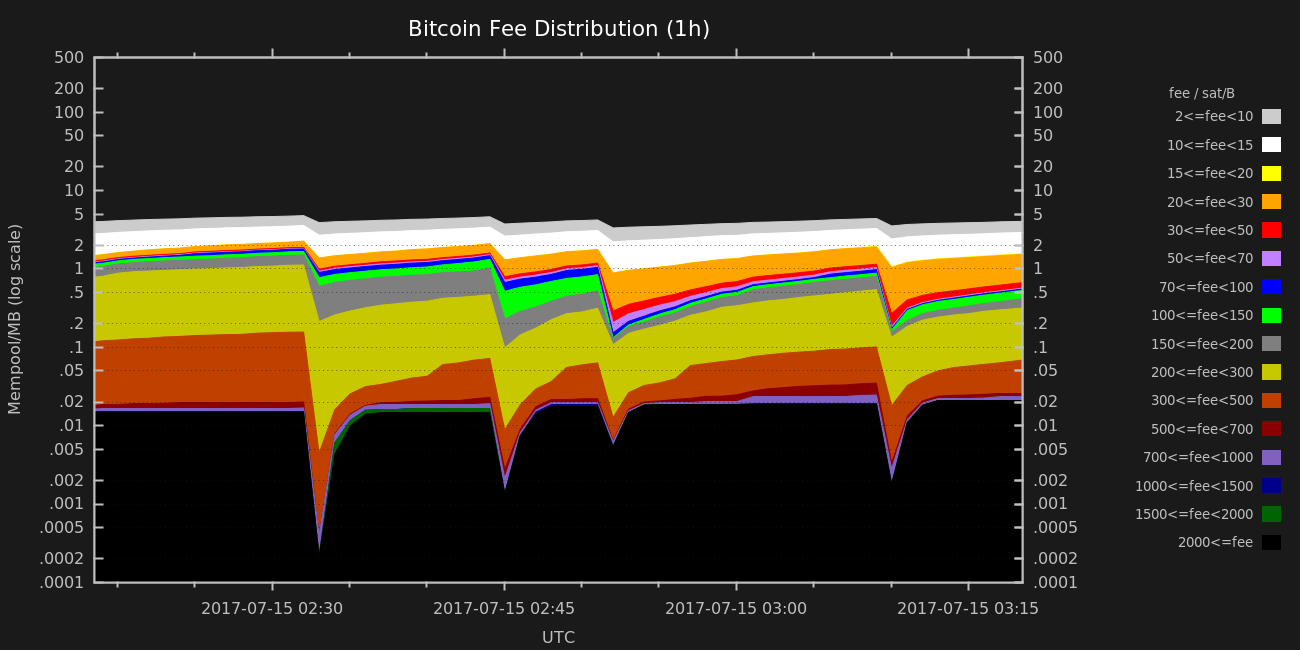 Bitcoin Fee Distribution (1h)
Mempool/MB (log scale)
500
200
100
50
20
10
5
2
1
.5
.2
.1
.05
.02
.01
.005
.002
.001
.0005
.0002
.0001
500
200
100
50
20
10
5
2
1
.5
.2
.1
.05
.02
.01
.005
.002
.001
.0005
.0002
.0001
2017-07-15 02:30
2017-07-15 02:45
2017-07-15 03:00
2017-07-15 03:15
UTC
fee / sat/B
2<=fee<10
10<=fee<15
15<=fee<20
20<=fee<30
30<=fee<50
50<=fee<70
70<=fee<100
100<=fee<150
150<=fee<200
200<=fee<300
300<=fee<500
500<=fee<700
700<=fee<1000
1000<=fee<1500
1500<=fee<2000
2000<=fee